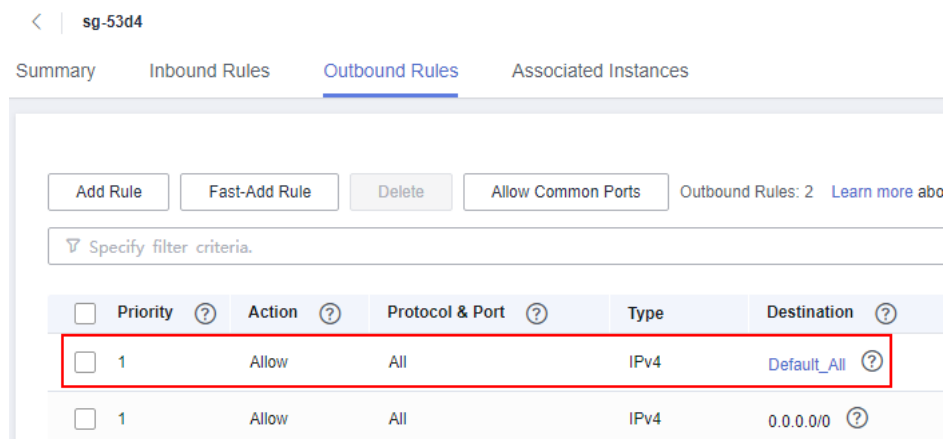 sg-53d4
Summary Inbound Rules Outbound Rules Associated Instances
Add Rule Fast-Add Rule Delete Allow Common Ports Outbound Rules: 2 Learn more abo
Specify filter criteria.
Priority ? Action ? Protocol & Port ? Type Destination ?
1 Allow All IPv4 Default_All ?
1 Allow All IPv4 0.0.0.0/0 ?